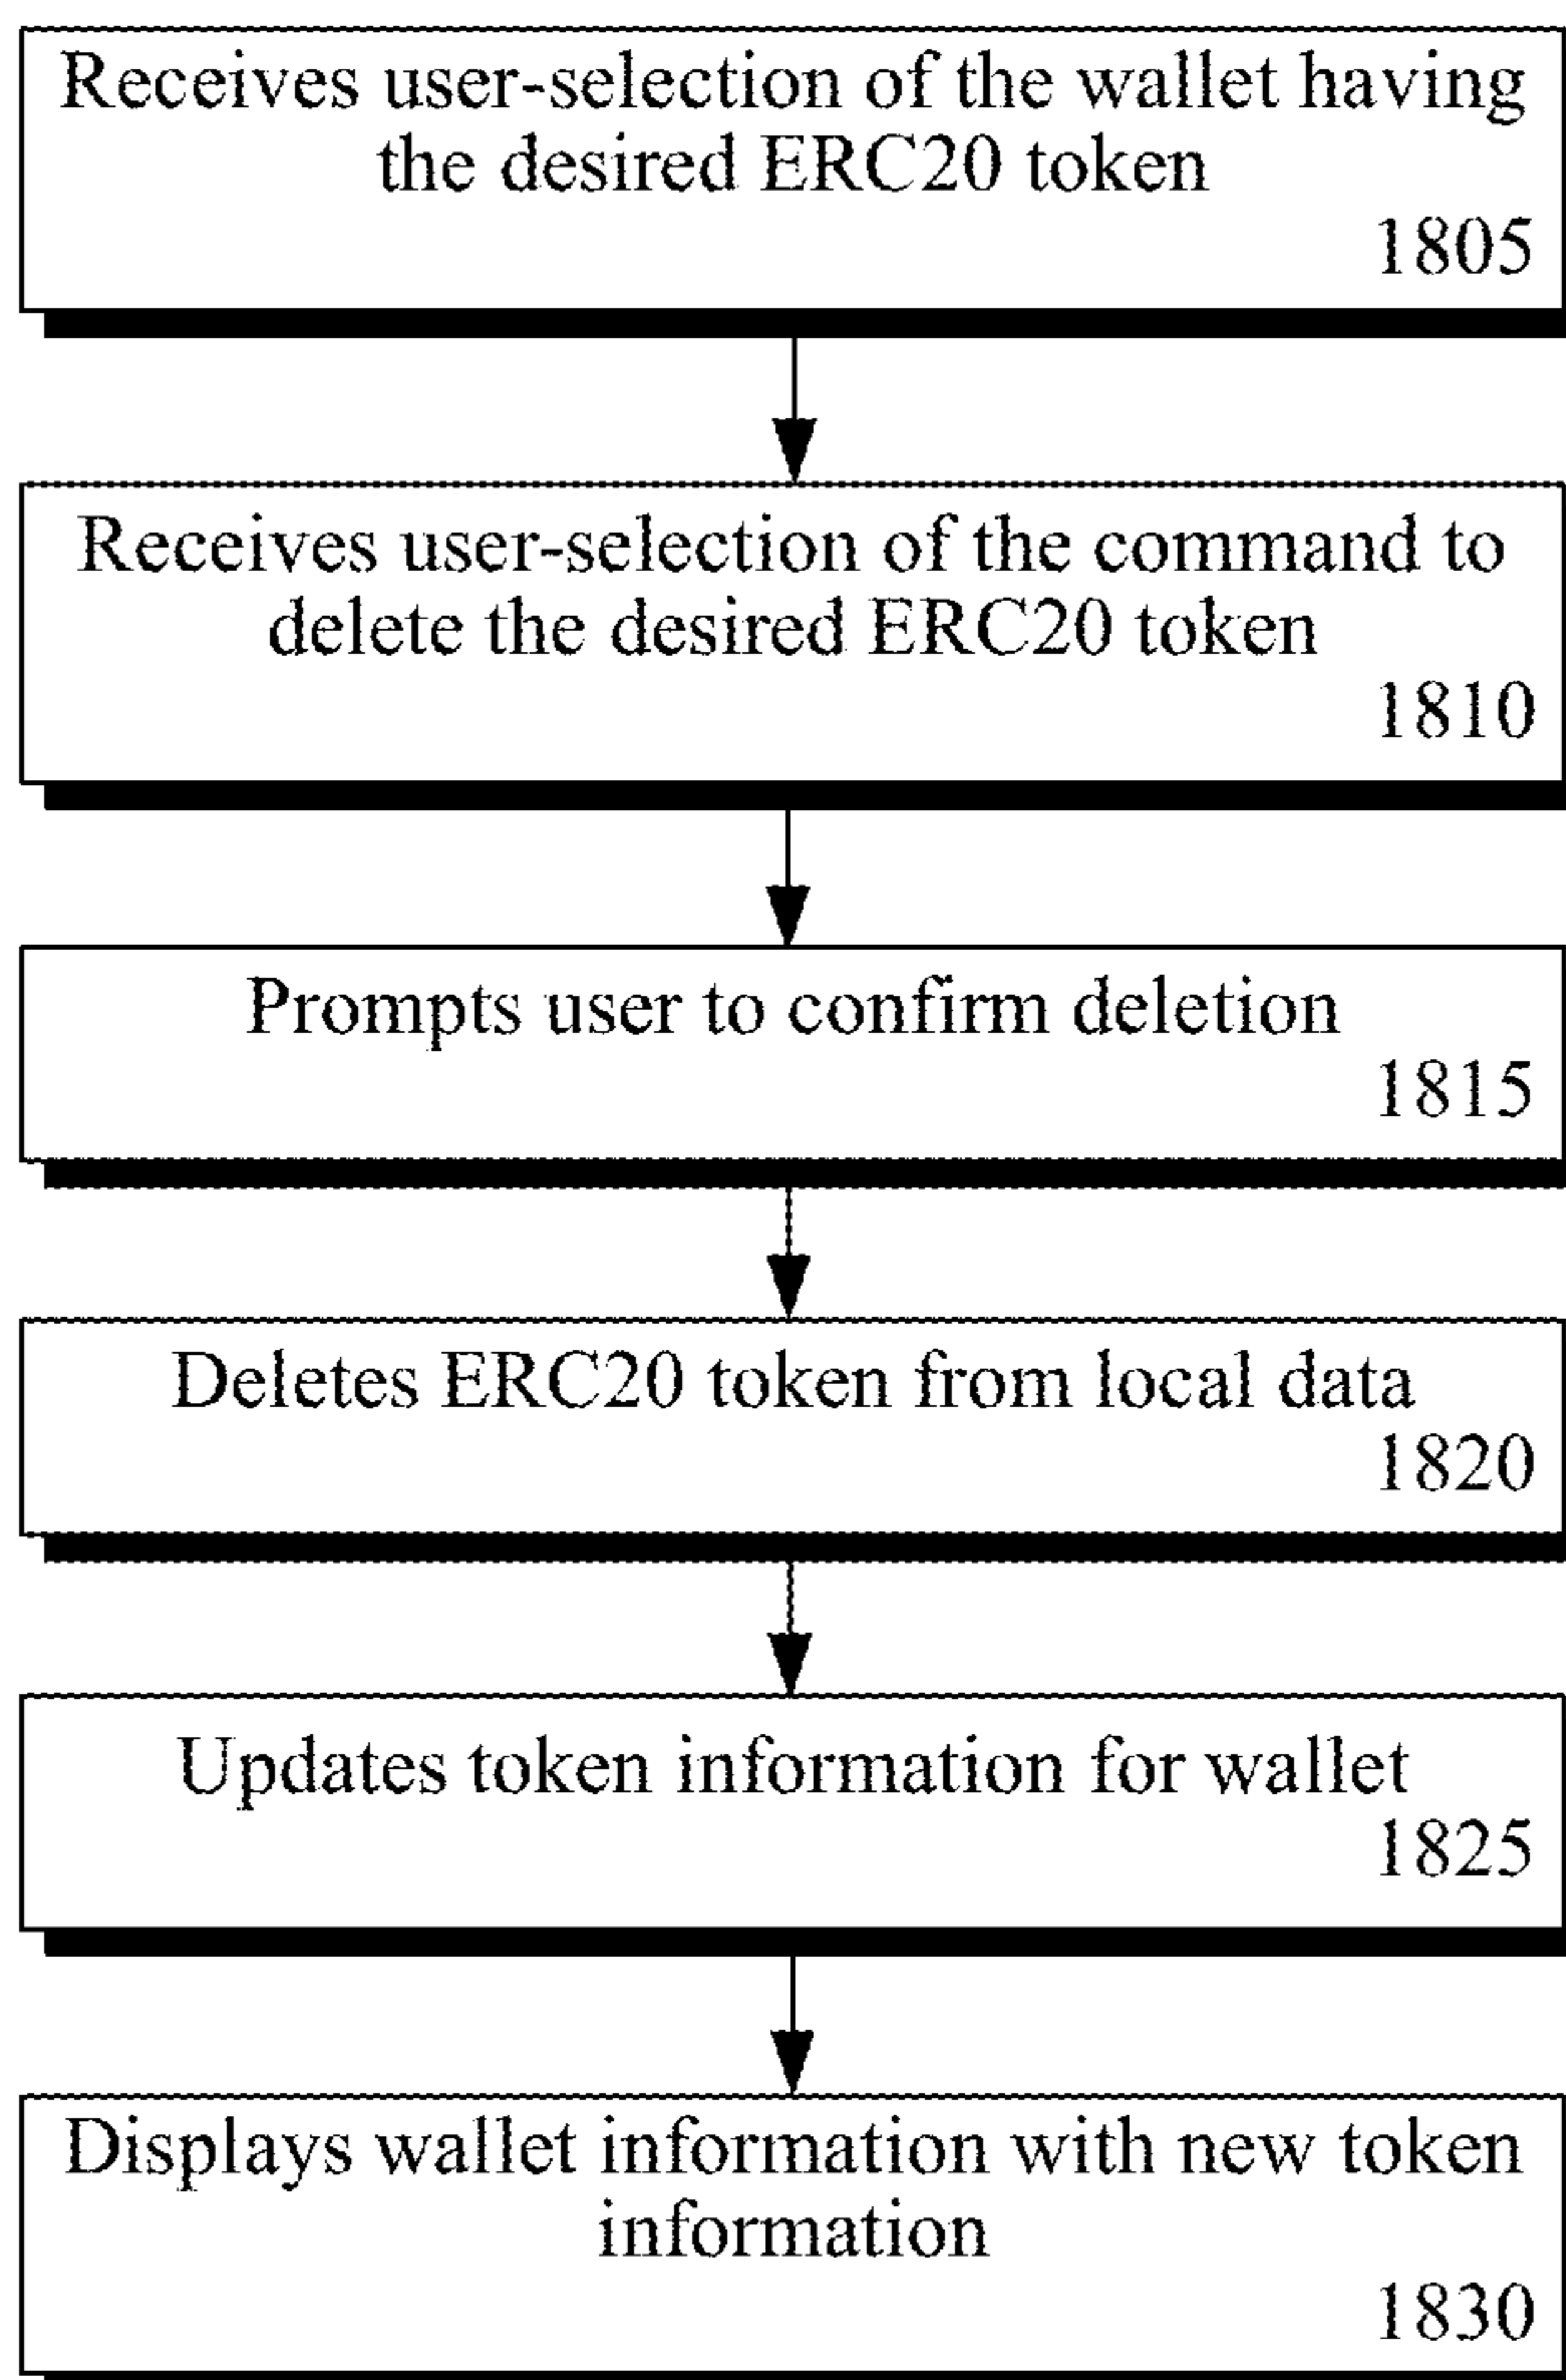 Receives user-selection of the wallet having
the desired ERC20 token
1805
Receives user-selection of the command to
delete the desired ERC20 token
1810
Prompts user to confirm deletion
1815
Deletes ERC20 token from local data
1820
Updates token information for wallet
1825
Displays wallet information with new token
information
1830